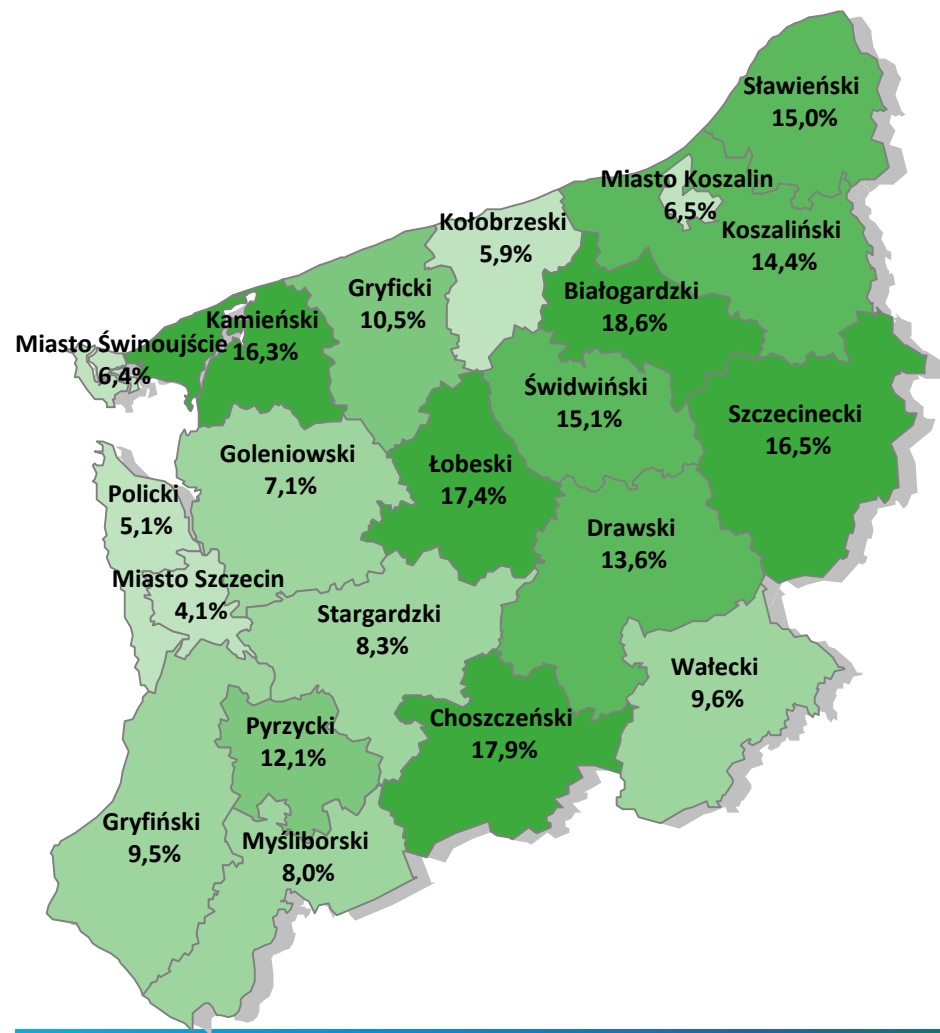 Sławieński
15,0%
Miasto Koszalin
6,5%
Kołobrzeski
5,9%
Koszaliński
14,4%
Gryficki
10,5%
Białogardzki
18,6%
Kamieński
16,3%
Miasto Świnoujście
6,4%
Świdwiński
15,1%
Szczecinecki
16,5%
Goleniowski
7,1%
Łobeski
17,4%
Policki
5,1%
Drawski
13,6%
Miasto Szczecin
4,1%
Stargardzki
8,3%
Wałecki
9,6%
Choszczeński
17,9%
Pyrzycki
12,1%
Gryfiński
9,5%
Myśliborski
8,0%